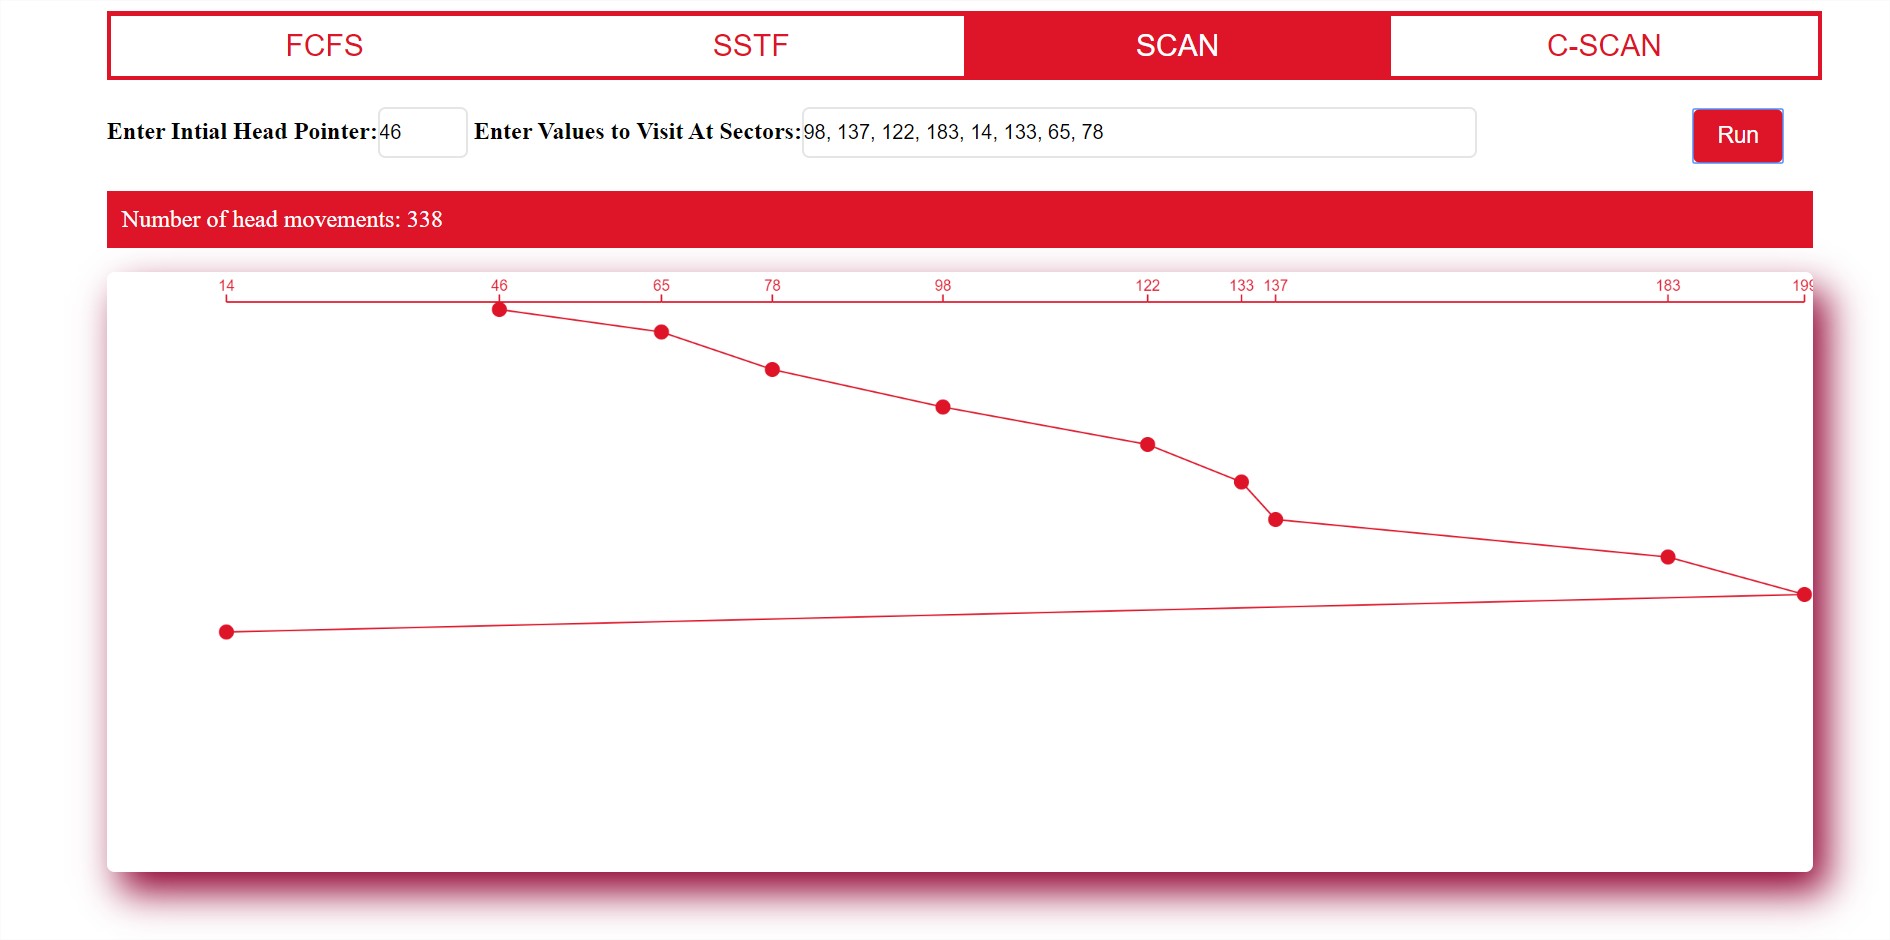 FCFS SSTF SCAN C-SCAN
Enter Intial Head Pointer: 46 Enter Values to Visit At Sectors: 98, 137, 122, 183, 14, 133, 65, 78 Run
Number of head movements: 338
14 46 65 78 98 122 133 137 183 199